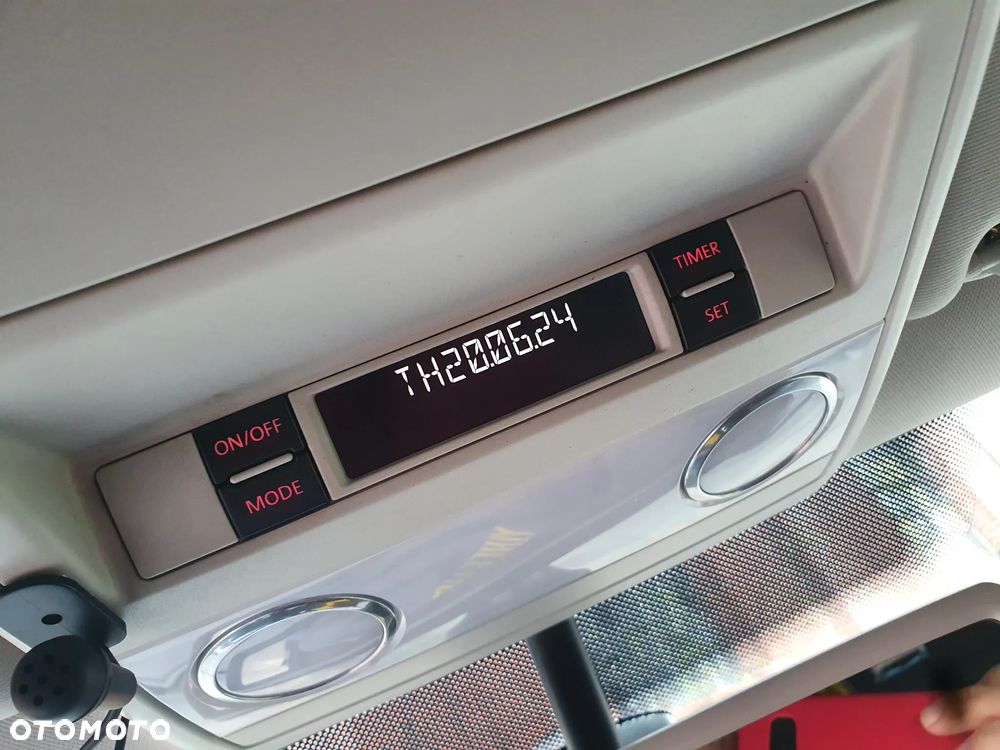 TIMER
SET
TH20.06.24
ON/OFF
MODE
OTOMOTO